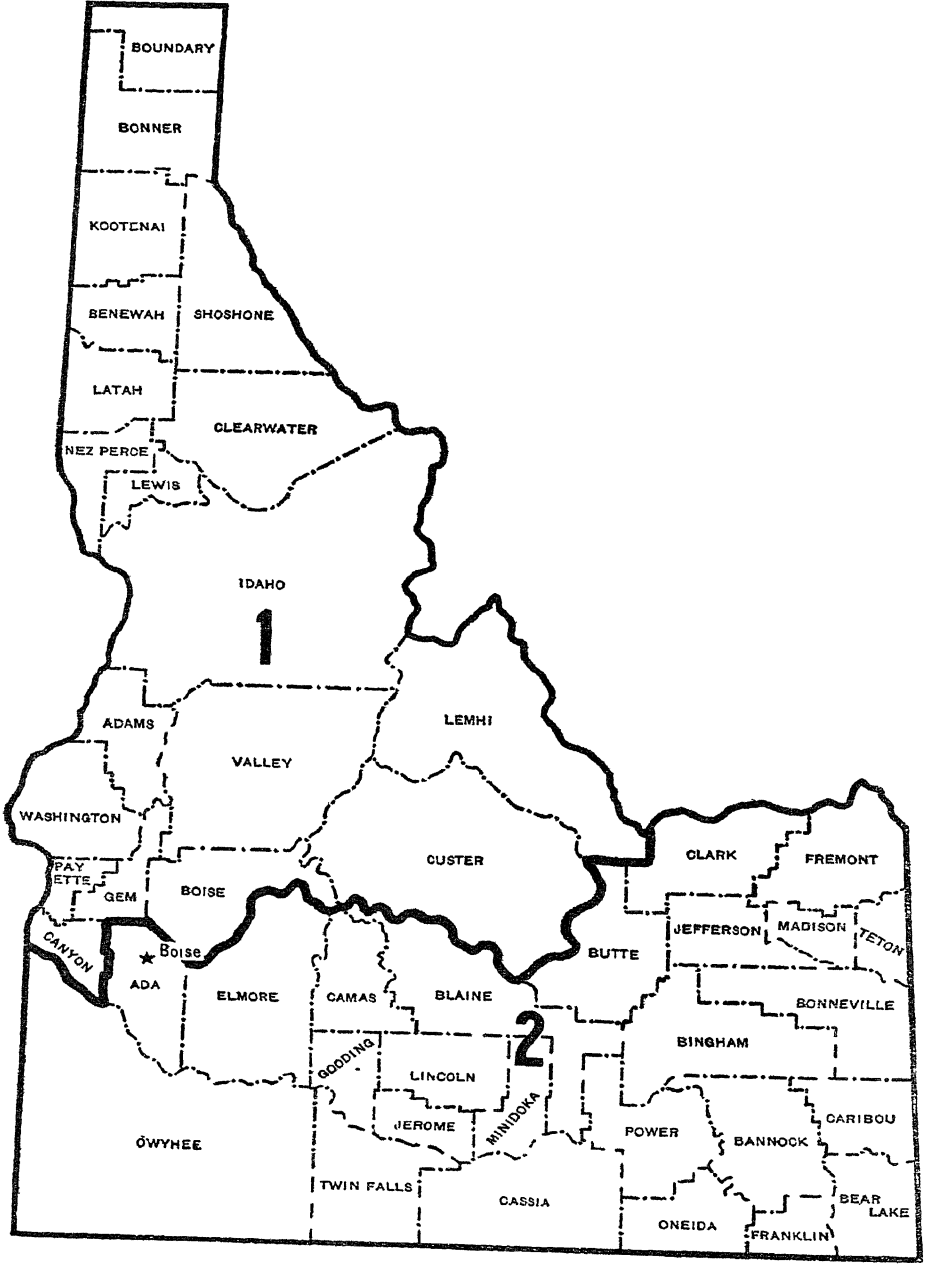 BOUNDARY
BONNER
KOOTENAI
BENEWAH
SHOSHONE
LATAH
CLEARWATER
NEZ PERCE
LEWIS
IDAHO
1
LEMHI
ADAMS
VALLEY
WASHINGTON
CUSTER
CLARK
FREMONT
PAY
ETTE
GEM
BOISE
JEFFERSON
MADISON
TETON
CANYON
Boise
BUTTE
ADA
ELMORE
CAMAS
BLAINE
BONNEVILLE
2
BINGHAM
GOODING
LINCOLN
MINIDOKA
JEROME
POWER
BANNOCK
CARIBOU
OWYHEE
TWIN FALLS
CASSIA
BEAR
LAKE
ONEIDA
FRANKLIN